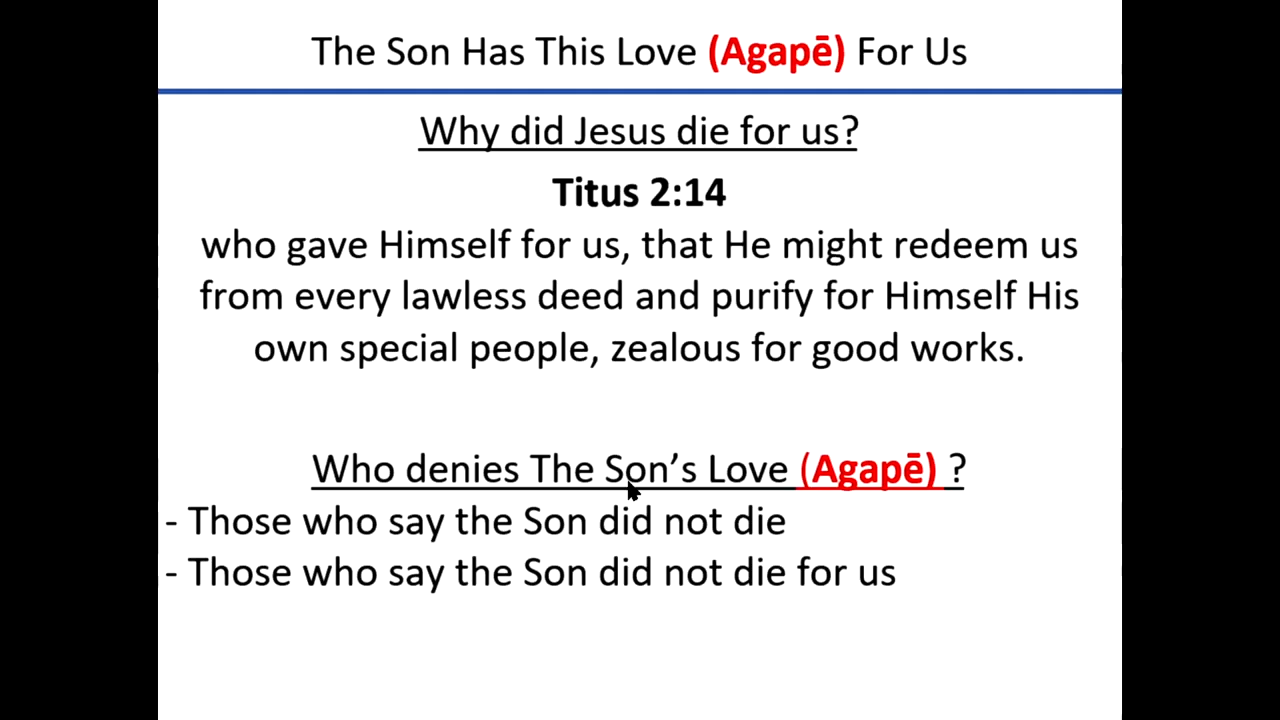 The Son Has This Love (Agapē) For Us
Why did Jesus die for us?
Titus 2:14
who gave Himself for us, that He might redeem us
from every lawless deed and purify for Himself His
own special people, zealous for good works.
Who denies The Son’s Love (Agapē) ?
- Those who say the Son did not die
- Those who say the Son did not die for us